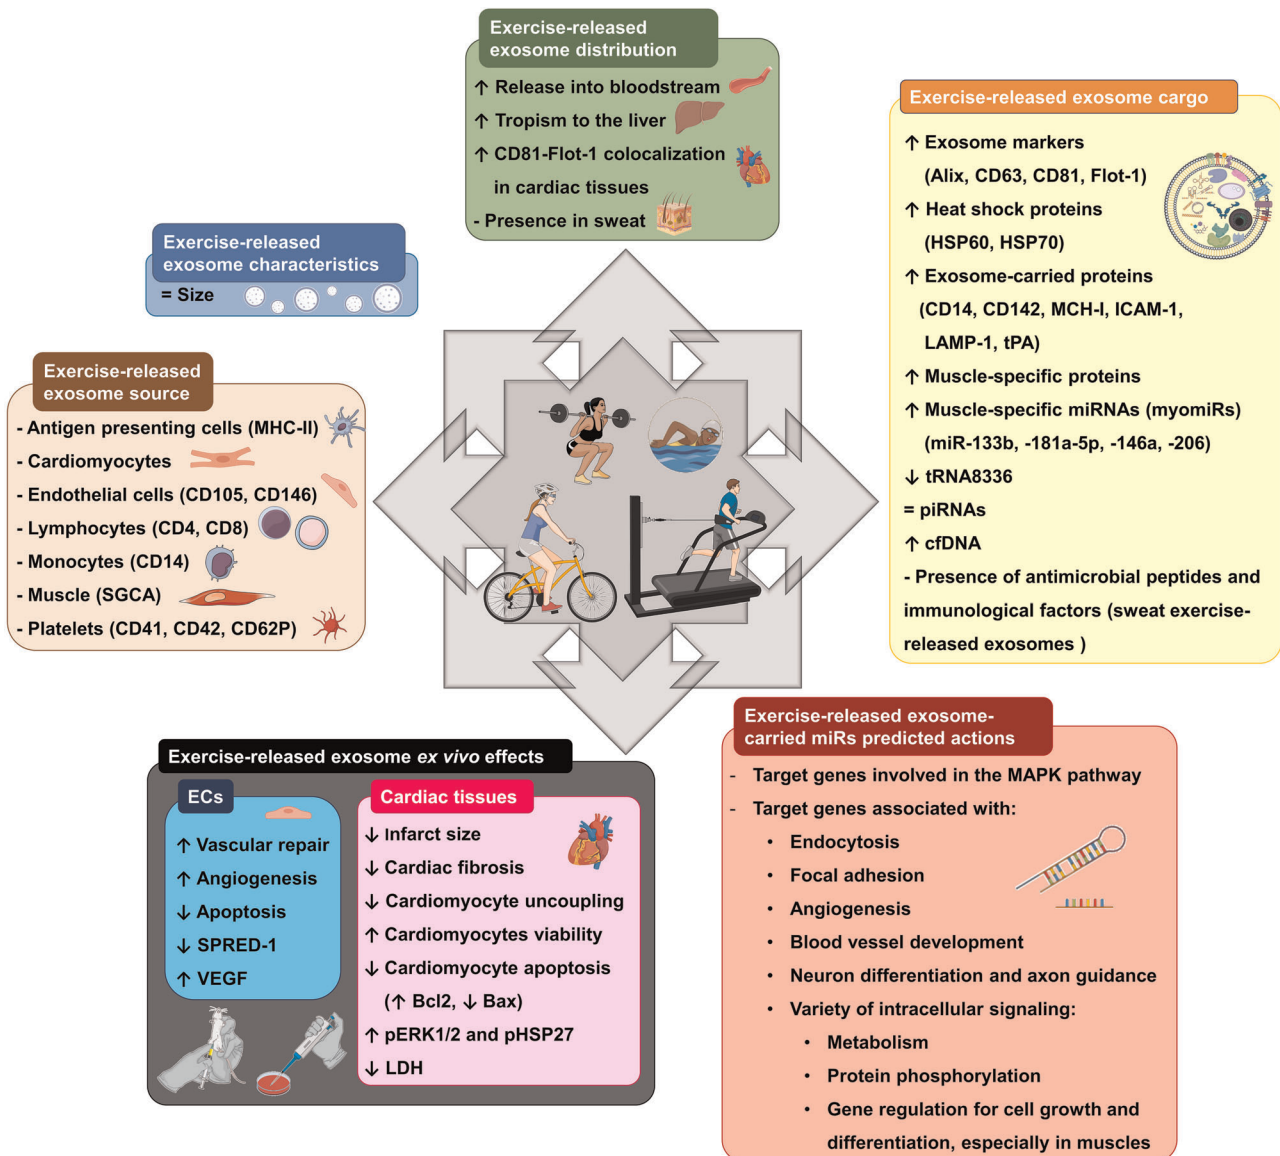 Exercise-released
exosome distribution
↑ Release into bloodstream
↑ Tropism to the liver
↑ CD81-Flot-1 colocalization
in cardiac tissues
- Presence in sweat
Exercise-released exosome cargo
↑ Exosome markers
(Alix, CD63, CD81, Flot-1)
↑ Heat shock proteins
(HSP60, HSP70)
↑ Exosome-carried proteins
(CD14, CD142, MCH-I, ICAM-1,
LAMP-1, tPA)
↑ Muscle-specific proteins
↑ Muscle-specific miRNAs (myomiRs)
(miR-133b, -181a-5p, -146a, -206)
↓ tRNA8336
= piRNAs
↑ cfDNA
- Presence of antimicrobial peptides and
immunological factors (sweat exercise-
released exosomes )
Exercise-released
exosome characteristics
= Size
Exercise-released
exosome source
- Antigen presenting cells (MHC-II)
- Cardiomyocytes
- Endothelial cells (CD105, CD146)
- Lymphocytes (CD4, CD8)
- Monocytes (CD14)
- Muscle (SGCA)
- Platelets (CD41, CD42, CD62P)
Exercise-released exosome ex vivo effects
ECs
↑ Vascular repair
↑ Angiogenesis
↓ Apoptosis
↓ SPRED-1
↑ VEGF
Cardiac tissues
↓ Infarct size
↓ Cardiac fibrosis
↓ Cardiomyocyte uncoupling
↑ Cardiomyocytes viability
↓ Cardiomyocyte apoptosis
(↑ Bcl2, ↓ Bax)
↑ pERK1/2 and pHSP27
↓ LDH
Exercise-released exosome-
carried miRs predicted actions
- Target genes involved in the MAPK pathway
- Target genes associated with:
• Endocytosis
• Focal adhesion
• Angiogenesis
• Blood vessel development
• Neuron differentiation and axon guidance
• Variety of intracellular signaling:
• Metabolism
• Protein phosphorylation
• Gene regulation for cell growth and
differentiation, especially in muscles